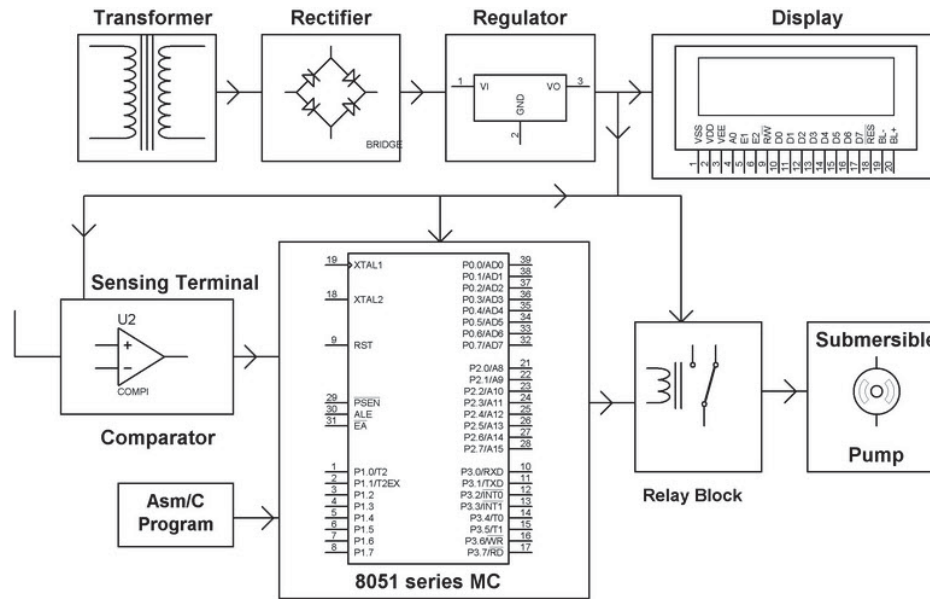 Transformer
Rectifier
Regulator
Display
BRIDGE
1
VI
VO
3
GND
2
VSS
VDD
VEE
A0
E1
E2
R/W
D0
D1
D2
D3
D4
D5
D6
D7
RES
BL-
BL+
1
2
3
4
5
6
9
10
11
12
13
14
15
16
17
18
19
20
Sensing Terminal
U2
COMPI
Comparator
Asm/C
Program
19 XTAL1
18 XTAL2
9 RST
29 PSEN
30 ALE
31 EA
1 P1.0/T2
2 P1.1/T2EX
3 P1.2
4 P1.3
5 P1.4
6 P1.5
7 P1.6
8 P1.7
P0.0/AD0 39
P0.1/AD1 38
P0.2/AD2 37
P0.3/AD3 36
P0.4/AD4 35
P0.5/AD5 34
P0.6/AD6 33
P0.7/AD7 32
P2.0/A8 21
P2.1/A9 22
P2.2/A10 23
P2.3/A11 24
P2.4/A12 25
P2.5/A13 26
P2.6/A14 27
P2.7/A15 28
P3.0/RXD 10
P3.1/TXD 11
P3.2/INT0 12
P3.3/INT1 13
P3.4/T0 14
P3.5/T1 15
P3.6/WR 16
P3.7/RD 17
8051 series MC
Relay Block
Submersible
Pump